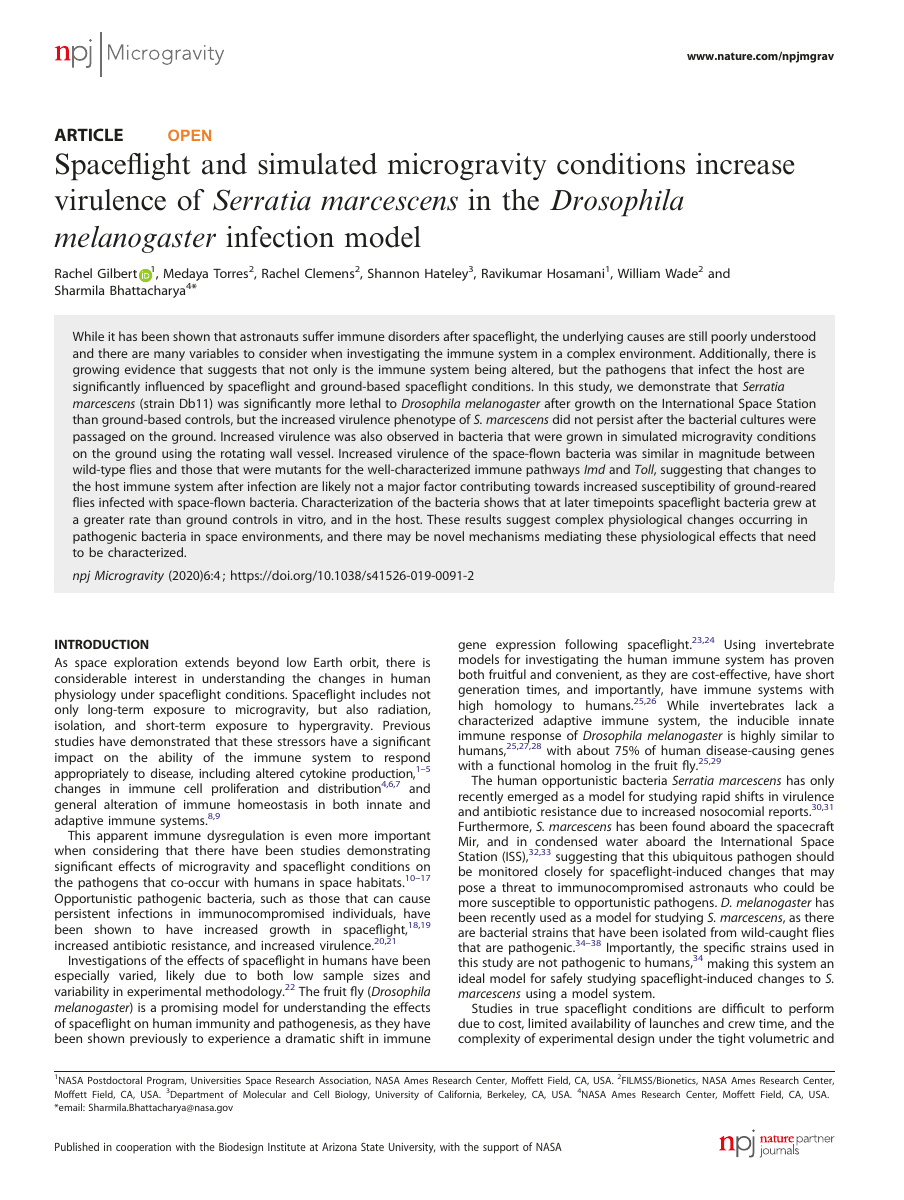 npj | Microgravity
www.nature.com/npjmgrav
ARTICLE OPEN
Spaceflight and simulated microgravity conditions increase
virulence of Serratia marcescens in the Drosophila
melanogaster infection model
Rachel Gilbert iD 1, Medaya Torres2, Rachel Clemens2, Shannon Hateley3, Ravikumar Hosamani1, William Wade2 and
Sharmila Bhattacharya4*
While it has been shown that astronauts suffer immune disorders after spaceflight, the underlying causes are still poorly understood
and there are many variables to consider when investigating the immune system in a complex environment. Additionally, there is
growing evidence that suggests that not only is the immune system being altered, but the pathogens that infect the host are
significantly influenced by spaceflight and ground-based spaceflight conditions. In this study, we demonstrate that Serratia
marcescens (strain Db11) was significantly more lethal to Drosophila melanogaster after growth on the International Space Station
than ground-based controls, but the increased virulence phenotype of S. marcescens did not persist after the bacterial cultures were
passaged on the ground. Increased virulence was also observed in bacteria that were grown in simulated microgravity conditions
on the ground using the rotating wall vessel. Increased virulence of the space-flown bacteria was similar in magnitude between
wild-type flies and those that were mutants for the well-characterized immune pathways Imd and Toll, suggesting that changes to
the host immune system after infection are likely not a major factor contributing towards increased susceptibility of ground-reared
flies infected with space-flown bacteria. Characterization of the bacteria shows that at later timepoints spaceflight bacteria grew at
a greater rate than ground controls in vitro, and in the host. These results suggest complex physiological changes occurring in
pathogenic bacteria in space environments, and there may be novel mechanisms mediating these physiological effects that need
to be characterized.
npj Microgravity (2020)6:4 ; https://doi.org/10.1038/s41526-019-0091-2
INTRODUCTION
As space exploration extends beyond low Earth orbit, there is
considerable interest in understanding the changes in human
physiology under spaceflight conditions. Spaceflight includes not
only long-term exposure to microgravity, but also radiation,
isolation, and short-term exposure to hypergravity. Previous
studies have demonstrated that these stressors have a significant
impact on the ability of the immune system to respond
appropriately to disease, including altered cytokine production,1–5
changes in immune cell proliferation and distribution4,6,7 and
general alteration of immune homeostasis in both innate and
adaptive immune systems.8,9
This apparent immune dysregulation is even more important
when considering that there have been studies demonstrating
significant effects of microgravity and spaceflight conditions on
the pathogens that co-occur with humans in space habitats.10–17
Opportunistic pathogenic bacteria, such as those that can cause
persistent infections in immunocompromised individuals, have
been shown to have increased growth in spaceflight,18,19
increased antibiotic resistance, and increased virulence.20,21
Investigations of the effects of spaceflight in humans have been
especially varied, likely due to both low sample sizes and
variability in experimental methodology.22 The fruit fly (Drosophila
melanogaster) is a promising model for understanding the effects
of spaceflight on human immunity and pathogenesis, as they have
been shown previously to experience a dramatic shift in immune
gene expression following spaceflight.23,24 Using invertebrate
models for investigating the human immune system has proven
both fruitful and convenient, as they are cost-effective, have short
generation times, and importantly, have immune systems with
high homology to humans.25,26 While invertebrates lack a
characterized adaptive immune system, the inducible innate
immune response of Drosophila melanogaster is highly similar to
humans,25,27,28 with about 75% of human disease-causing genes
with a functional homolog in the fruit fly.25,29
The human opportunistic bacteria Serratia marcescens has only
recently emerged as a model for studying rapid shifts in virulence
and antibiotic resistance due to increased nosocomial reports.30,31
Furthermore, S. marcescens has been found aboard the spacecraft
Mir, and in condensed water aboard the International Space
Station (ISS),32,33 suggesting that this ubiquitous pathogen should
be monitored closely for spaceflight-induced changes that may
pose a threat to immunocompromised astronauts who could be
more susceptible to opportunistic pathogens. D. melanogaster has
been recently used as a model for studying S. marcescens, as there
are bacterial strains that have been isolated from wild-caught flies
that are pathogenic.34–38 Importantly, the specific strains used in
this study are not pathogenic to humans,34 making this system an
ideal model for safely studying spaceflight-induced changes to S.
marcescens using a model system.
Studies in true spaceflight conditions are difficult to perform
due to cost, limited availability of launches and crew time, and the
complexity of experimental design under the tight volumetric and
1NASA Postdoctoral Program, Universities Space Research Association, NASA Ames Research Center, Moffett Field, CA, USA. 2FILMSS/Bionetics, NASA Ames Research Center,
Moffett Field, CA, USA. 3Department of Molecular and Cell Biology, University of California, Berkeley, CA, USA. 4NASA Ames Research Center, Moffett Field, CA, USA.
*email: Sharmila.Bhattacharya@nasa.gov
Published in cooperation with the Biodesign Institute at Arizona State University, with the support of NASA
npj nature partner
journals